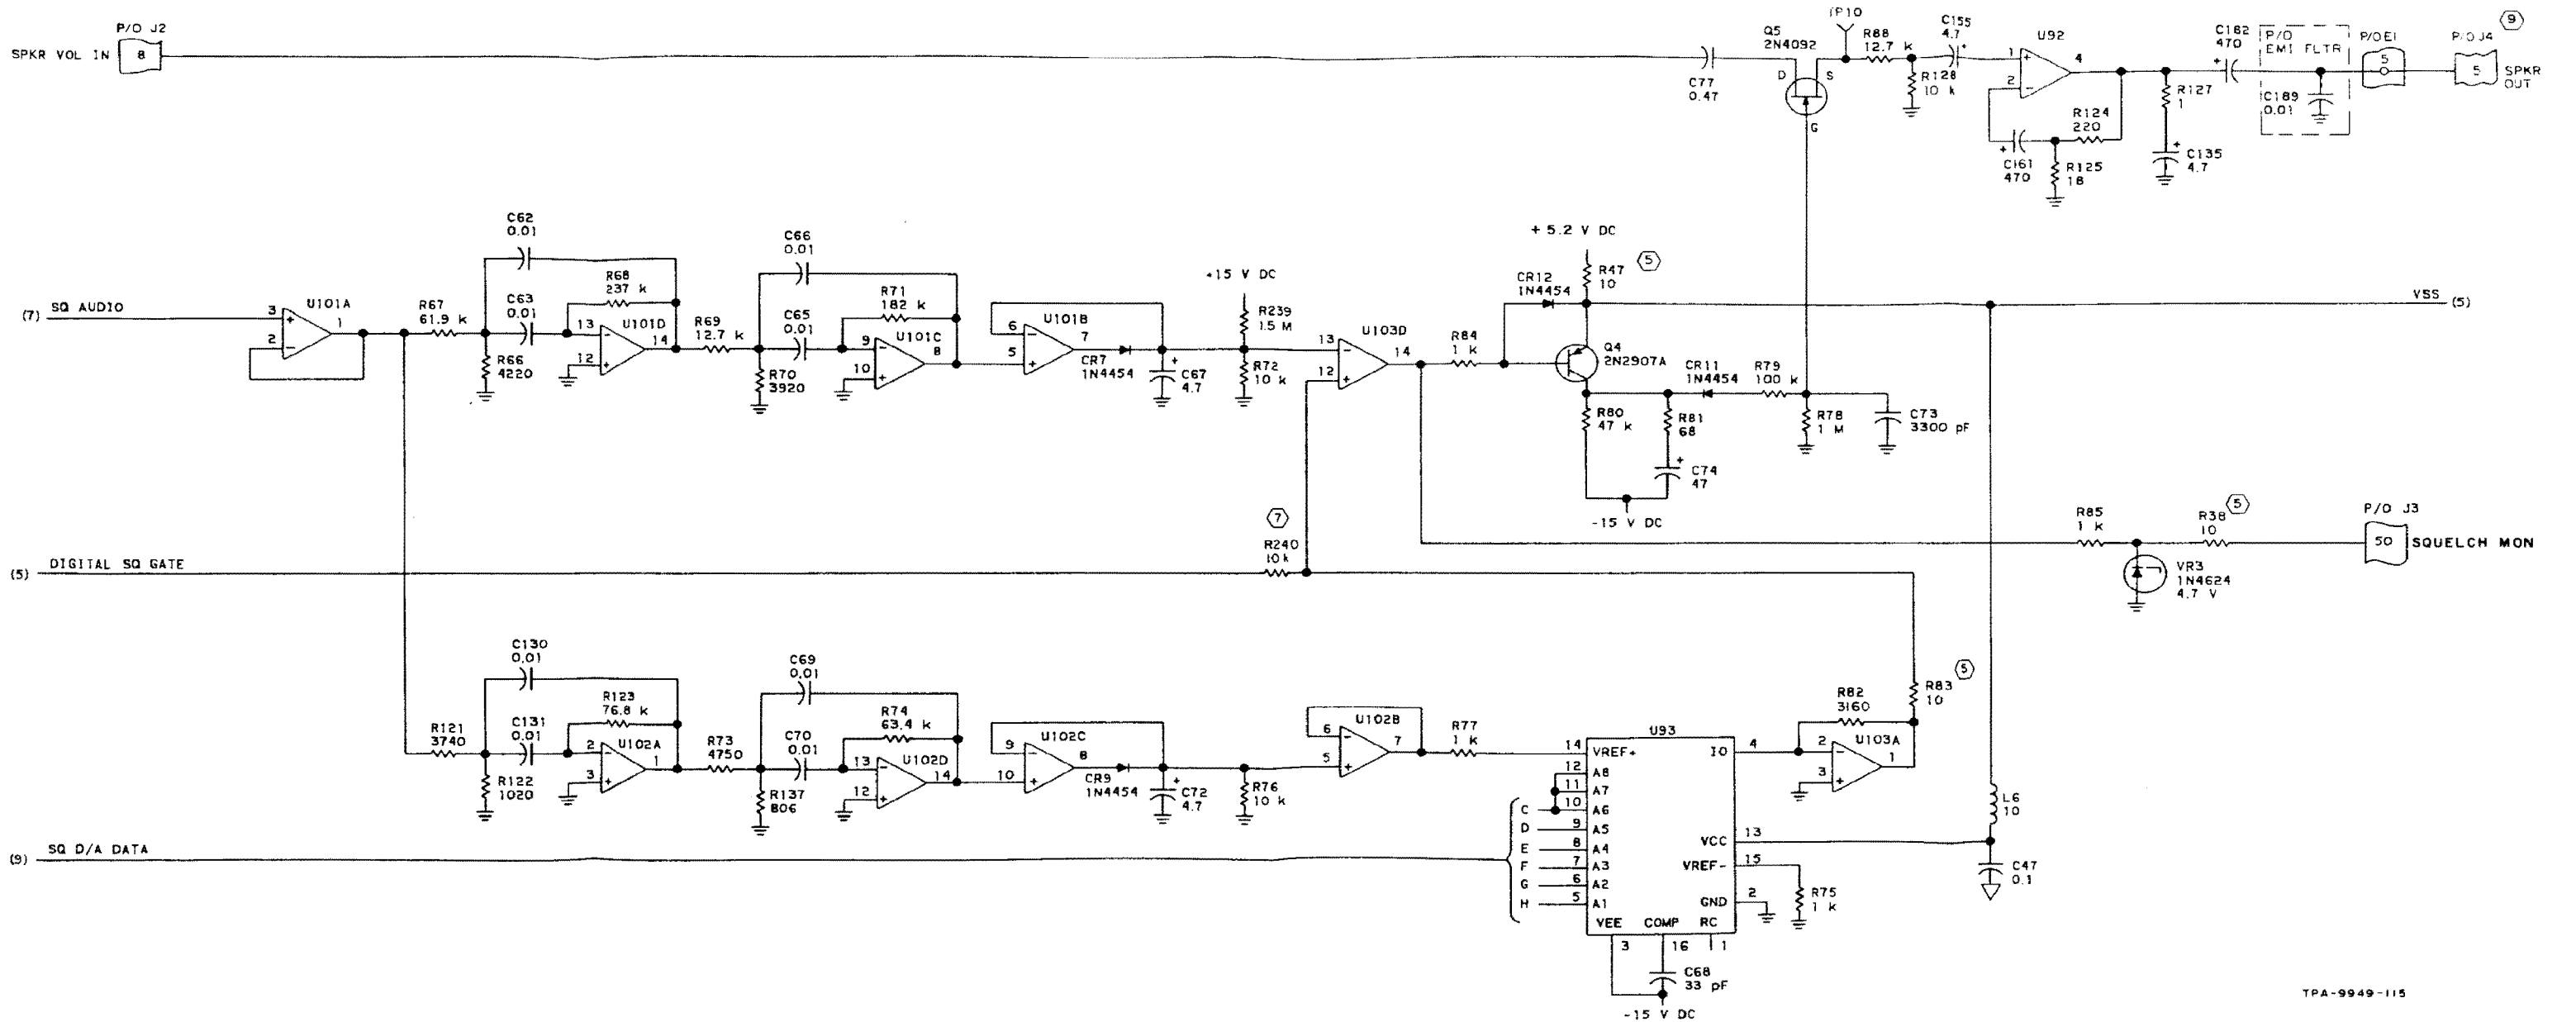 P/O J2
SPKR VOL IN
8
C77
0.47
Q5
2N4092
D
S
G
TP10
R88
12.7 k
R128
10 k
C155
4.7
+
U92
1
+
2
-
4
+
C161
470
R124
220
R125
18
R127
1
+
C135
4.7
C182
470
+
P/O
EMI FLTR
C189
0.01
P/O E1
5
P/O J4
9
5
SPKR
OUT
(7)
SQ AUDIO
U101A
3
+
2
-
1
R67
61.9 k
R66
4220
C62
0.01
C63
0.01
R68
237 k
U101D
13
-
12
+
14
R69
12.7 k
R70
3920
C66
0.01
C65
0.01
R71
182 k
U101C
9
-
10
+
8
U101B
6
-
5
+
7
CR7
1N4454
+
C67
4.7
+15 V DC
R239
1.5 M
R72
10 k
U103D
13
-
12
+
14
R84
1 k
+ 5.2 V DC
R47
10
5
CR12
1N4454
Q4
2N2907A
R80
47 k
R81
68
+
C74
47
-15 V DC
CR11
1N4454
R79
100 k
R78
1 M
C73
3300 pF
VSS
(5)
R85
1 k
R38
10
5
VR3
1N4624
4.7 V
P/O J3
50
SQUELCH MON
(5)
DIGITAL SQ GATE
7
R240
10 k
R121
3740
R122
1020
C130
0.01
C131
0.01
R123
76.8 k
U102A
2
-
3
+
1
R73
4750
R137
806
C69
0.01
C70
0.01
R74
63.4 k
U102D
13
-
12
+
14
U102C
9
-
10
+
8
CR9
1N4454
+
C72
4.7
R76
10 k
U102B
6
-
5
+
7
R77
1 k
U93
14
VREF+
12
A8
11
A7
C
10
A6
D
9
A5
E
8
A4
F
7
A3
G
6
A2
H
5
A1
IO
4
VCC
13
VREF-
15
GND
2
VEE
COMP
RC
3
16
1
C68
33 pF
-15 V DC
R75
1 k
R82
3160
U103A
2
-
3
+
1
R83
10
5
L6
10
C47
0.1
(9)
SQ D/A DATA
TPA-9949-115